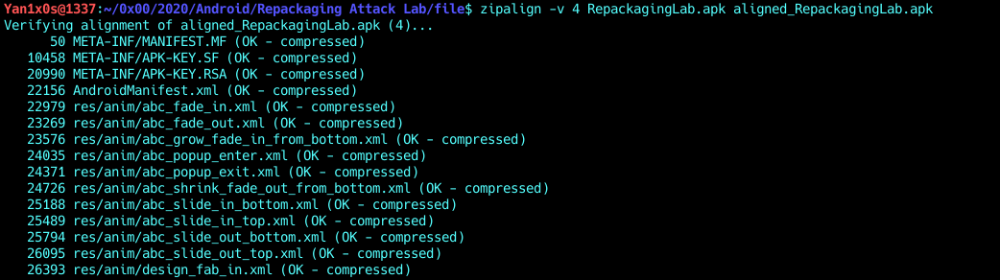 Yan1x0s@1337:~/0x00/2020/Android/Repackaging Attack Lab/file$ zipalign -v 4 RepackagingLab.apk aligned_RepackagingLab.apk
Verifying alignment of aligned_RepackagingLab.apk (4)...
      50 META-INF/MANIFEST.MF (OK - compressed)
   10458 META-INF/APK-KEY.SF (OK - compressed)
   20990 META-INF/APK-KEY.RSA (OK - compressed)
   22156 AndroidManifest.xml (OK - compressed)
   22979 res/anim/abc_fade_in.xml (OK - compressed)
   23269 res/anim/abc_fade_out.xml (OK - compressed)
   23576 res/anim/abc_grow_fade_in_from_bottom.xml (OK - compressed)
   24035 res/anim/abc_popup_enter.xml (OK - compressed)
   24371 res/anim/abc_popup_exit.xml (OK - compressed)
   24726 res/anim/abc_shrink_fade_out_from_bottom.xml (OK - compressed)
   25188 res/anim/abc_slide_in_bottom.xml (OK - compressed)
   25489 res/anim/abc_slide_in_top.xml (OK - compressed)
   25794 res/anim/abc_slide_out_bottom.xml (OK - compressed)
   26095 res/anim/abc_slide_out_top.xml (OK - compressed)
   26393 res/anim/design_fab_in.xml (OK - compressed)